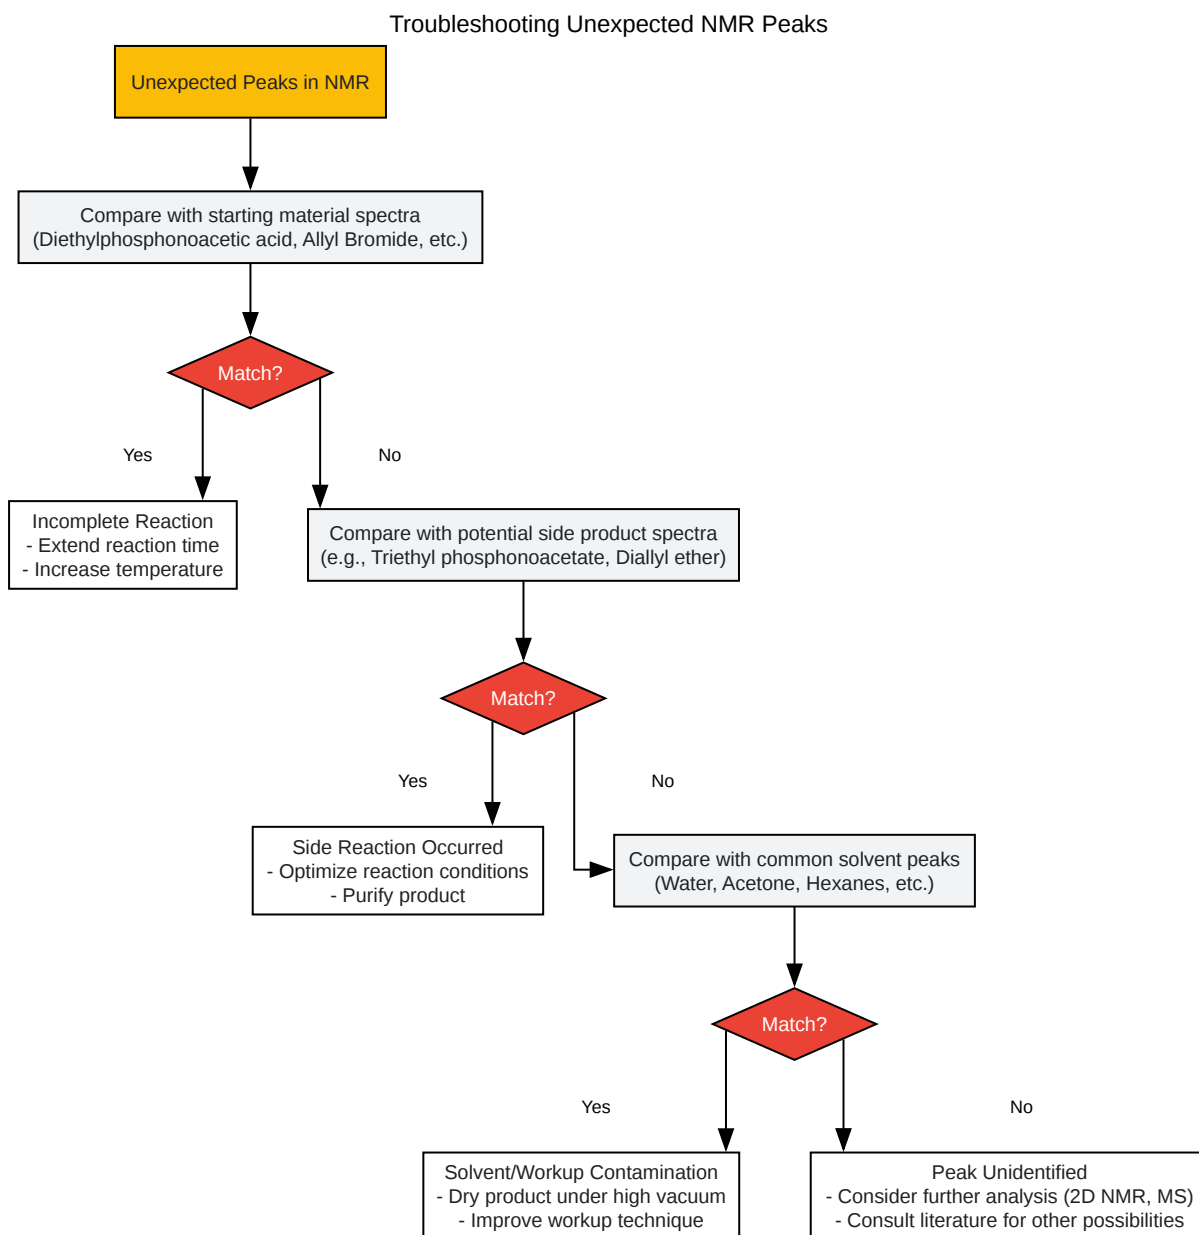 Troubleshooting Unexpected NMR Peaks
Unexpected Peaks in NMR
Compare with starting material spectra
(Diethylphosphonoacetic acid, Allyl Bromide, etc.)
Match?
Yes
No
Incomplete Reaction
- Extend reaction time
- Increase temperature
Compare with potential side product spectra
(e.g., Triethyl phosphonoacetate, Diallyl ether)
Match?
Yes
No
Side Reaction Occurred
- Optimize reaction conditions
- Purify product
Compare with common solvent peaks
(Water, Acetone, Hexanes, etc.)
Match?
Yes
No
Solvent/Workup Contamination
- Dry product under high vacuum
- Improve workup technique
Peak Unidentified
- Consider further analysis (2D NMR, MS)
- Consult literature for other possibilities